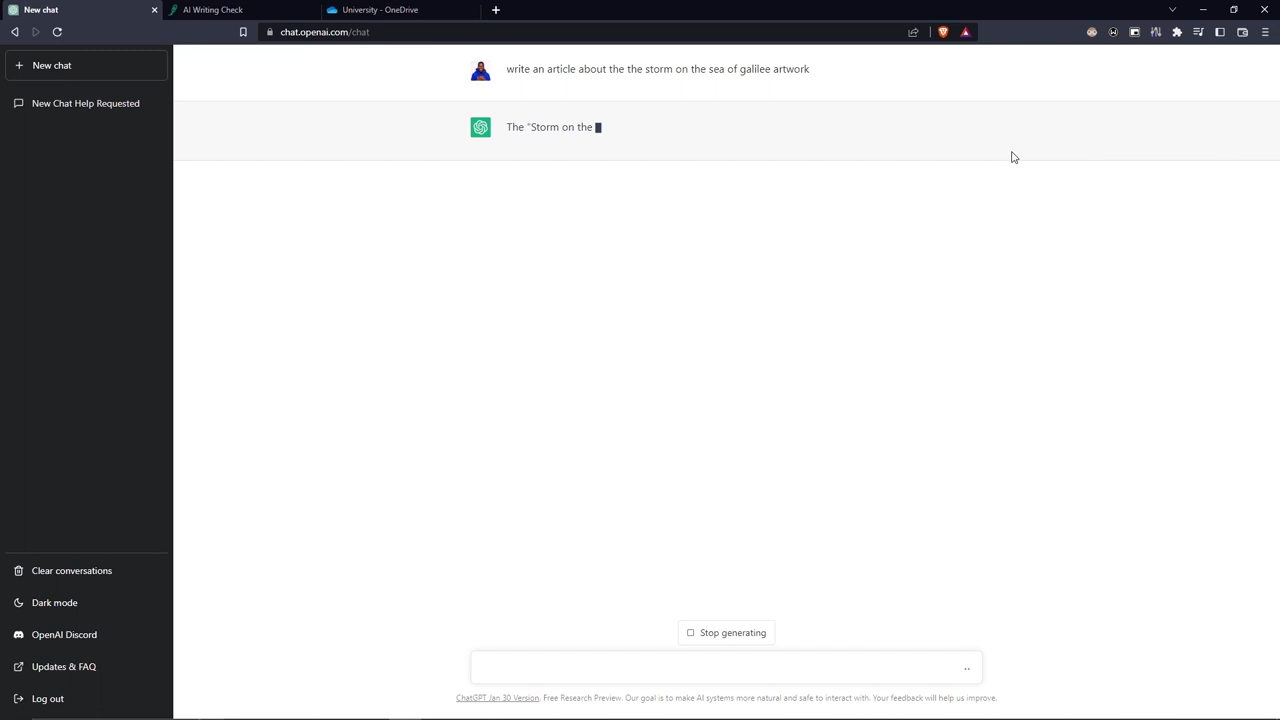 New chat
AI Writing Check
University - OneDrive
chat.openai.com/chat
New chat
New Chat Help Requested
write an article about the the storm on the sea of galilee artwork
The "Storm on the
Clear conversations
Dark mode
OpenAI Discord
Updates & FAQ
Log out
Stop generating
ChatGPT Jan 30 Version. Free Research Preview. Our goal is to make AI systems more natural and safe to interact with. Your feedback will help us improve.